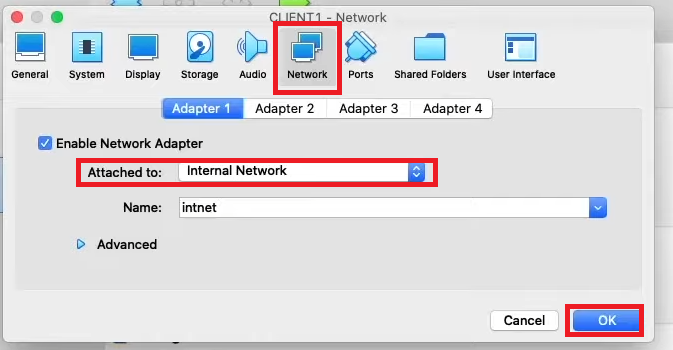 CLIENT1 - Network
General System Display Storage Audio Network Ports Shared Folders User Interface
Adapter 1 Adapter 2 Adapter 3 Adapter 4
Enable Network Adapter
Attached to: Internal Network
Name: intnet
Advanced
Cancel OK